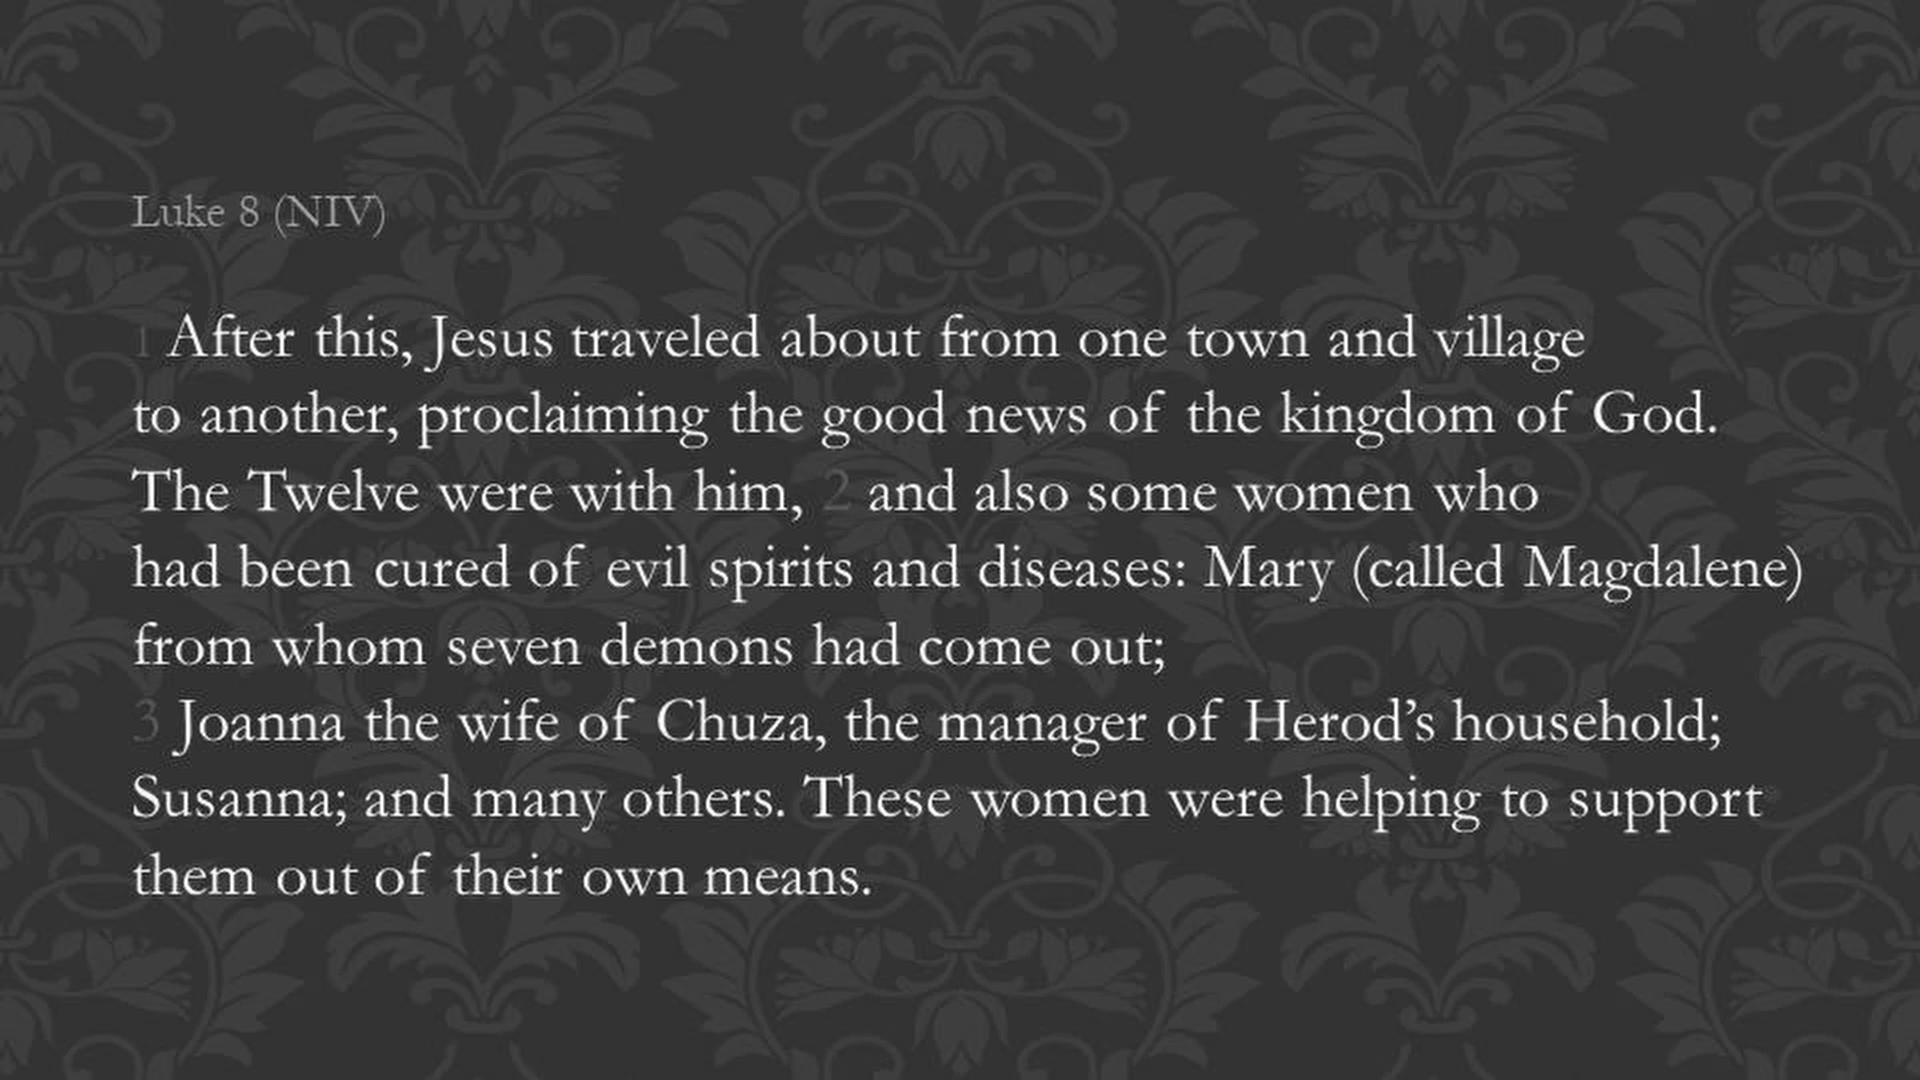 Luke 8 (NIV)
1 After this, Jesus traveled about from one town and village
to another, proclaiming the good news of the kingdom of God.
The Twelve were with him, 2 and also some women who
had been cured of evil spirits and diseases: Mary (called Magdalene)
from whom seven demons had come out;
3 Joanna the wife of Chuza, the manager of Herod’s household;
Susanna; and many others. These women were helping to support
them out of their own means.